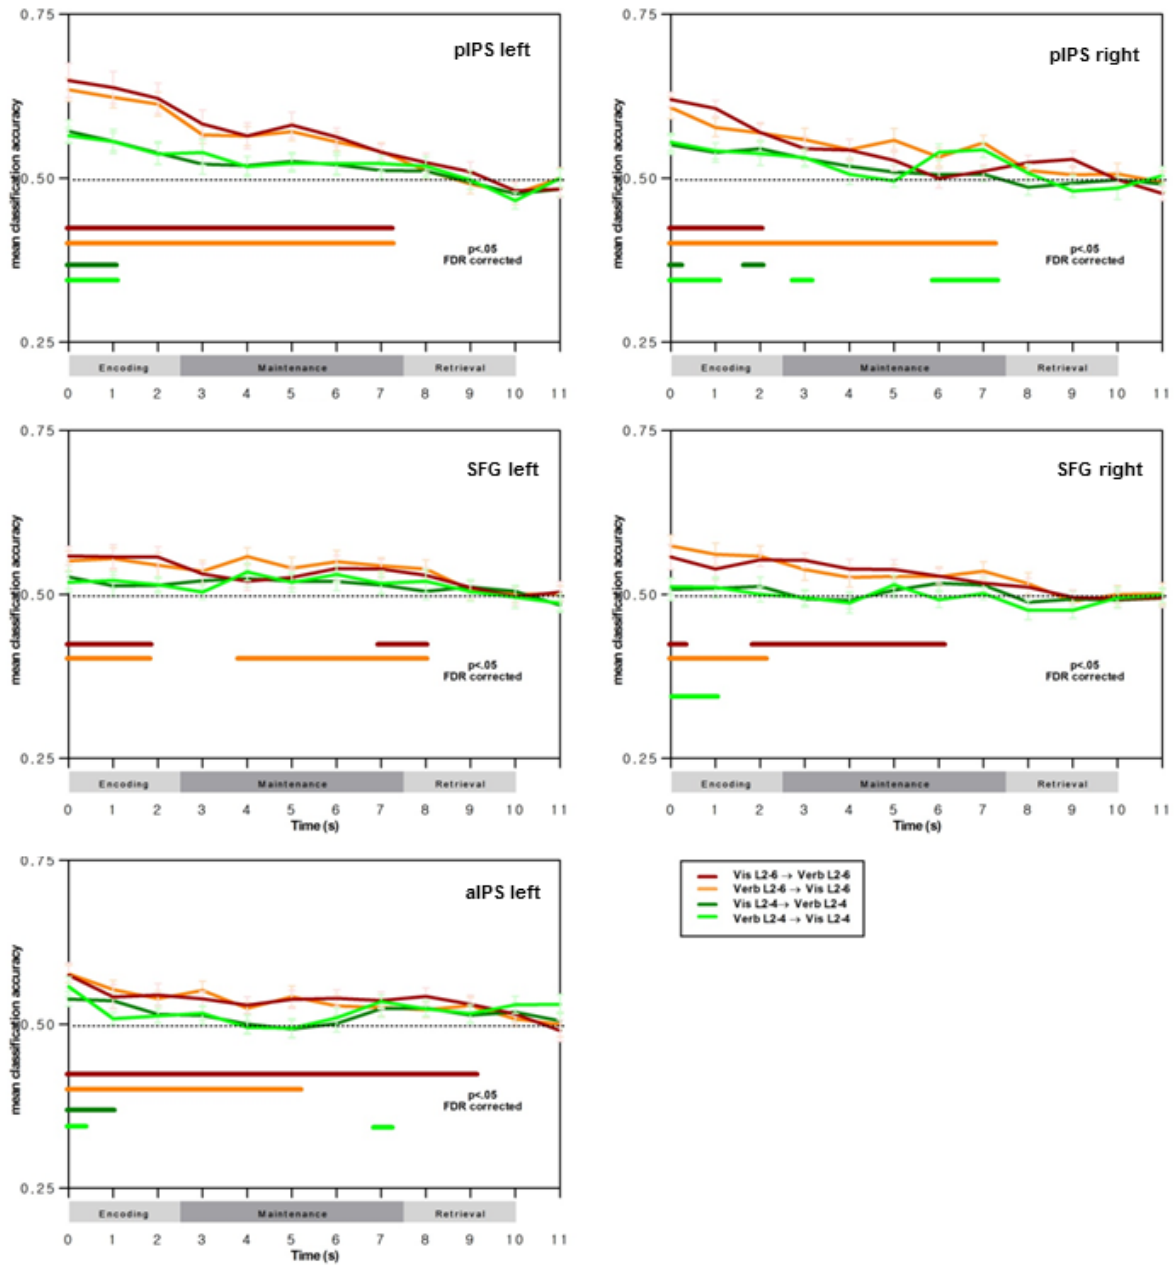 0.75
pIPS left
mean classification accuracy
0.50
p<.05
FDR corrected
0.25
Encoding Maintenance Retrieval
0 1 2 3 4 5 6 7 8 9 10 11
0.75
pIPS right
mean classification accuracy
0.50
p<.05
FDR corrected
0.25
Encoding Maintenance Retrieval
0 1 2 3 4 5 6 7 8 9 10 11
0.75
SFG left
mean classification accuracy
0.50
p<.05
FDR corrected
0.25
Encoding Maintenance Retrieval
0 1 2 3 4 5 6 7 8 9 10 11
Time (s)
0.75
SFG right
mean classification accuracy
0.50
p<.05
FDR corrected
0.25
Encoding Maintenance Retrieval
0 1 2 3 4 5 6 7 8 9 10 11
Time (s)
0.75
aIPS left
mean classification accuracy
0.50
p<.05
FDR corrected
0.25
Encoding Maintenance Retrieval
0 1 2 3 4 5 6 7 8 9 10 11
Time (s)
Vis L2-6 → Verb L2-6
Verb L2-6 → Vis L2-6
Vis L2-4→ Verb L2-4
Verb L2-4 → Vis L2-4